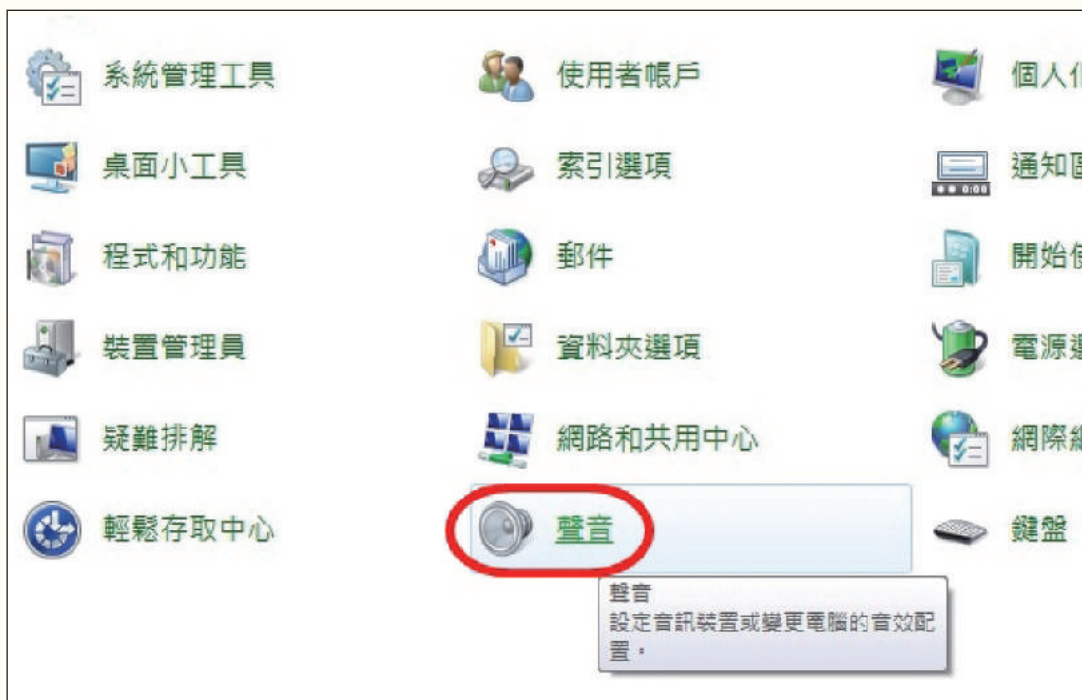 系統管理工具
使用者帳戶
個人
桌面小工具
索引選項
通知
程式和功能
郵件
開始
裝置管理員
資料夾選項
電源
疑難排解
網路和共用中心
網際
輕鬆存取中心
聲音
鍵盤
聲音
設定音訊裝置或變更電腦的音效配
置。
0:00